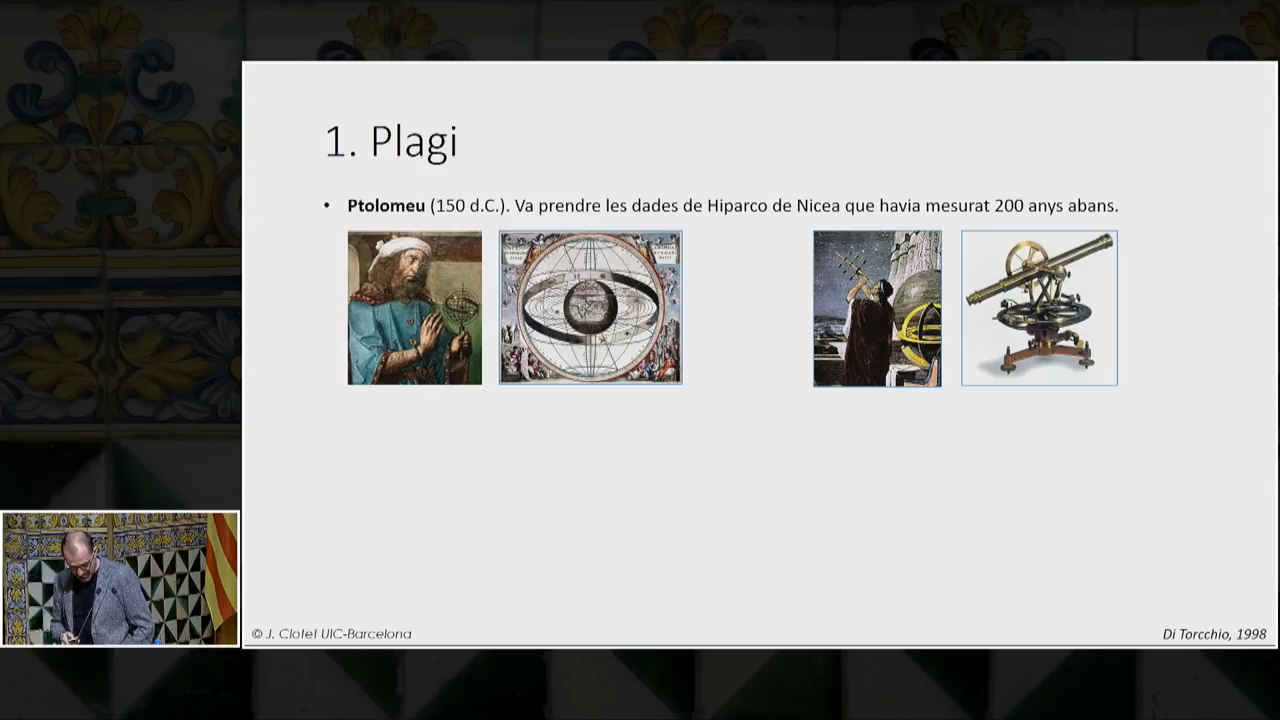 1. Plagi
• Ptolomeu (150 d.C.). Va prendre les dades de Hiparco de Nicea que havia mesurat 200 anys abans.
© J. Clotet UIC-Barcelona
Di Torcchio, 1998